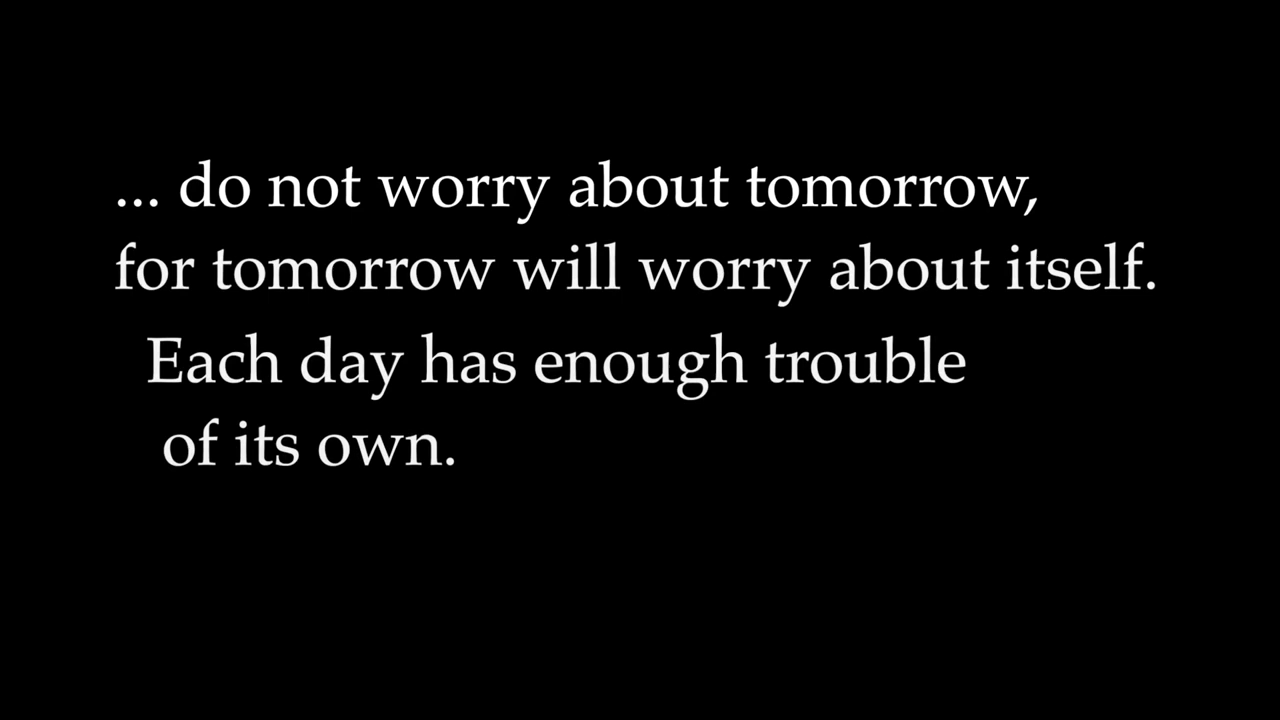 ... do not worry about tomorrow,
for tomorrow will worry about itself.
Each day has enough trouble
of its own.